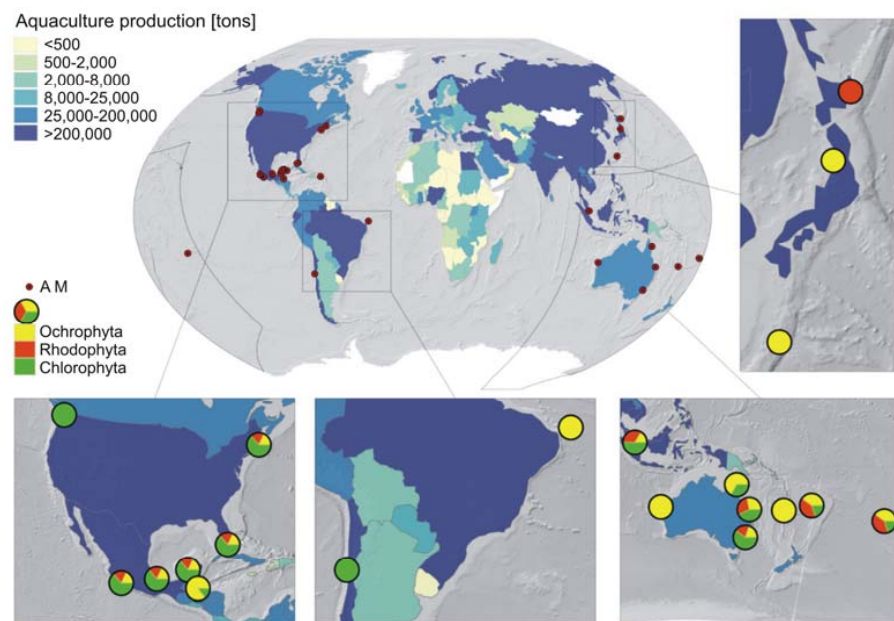 Aquaculture production [tons]
<500
500-2,000
2,000-8,000
8,000-25,000
25,000-200,000
>200,000
A M
Ochrophyta
Rhodophyta
Chlorophyta